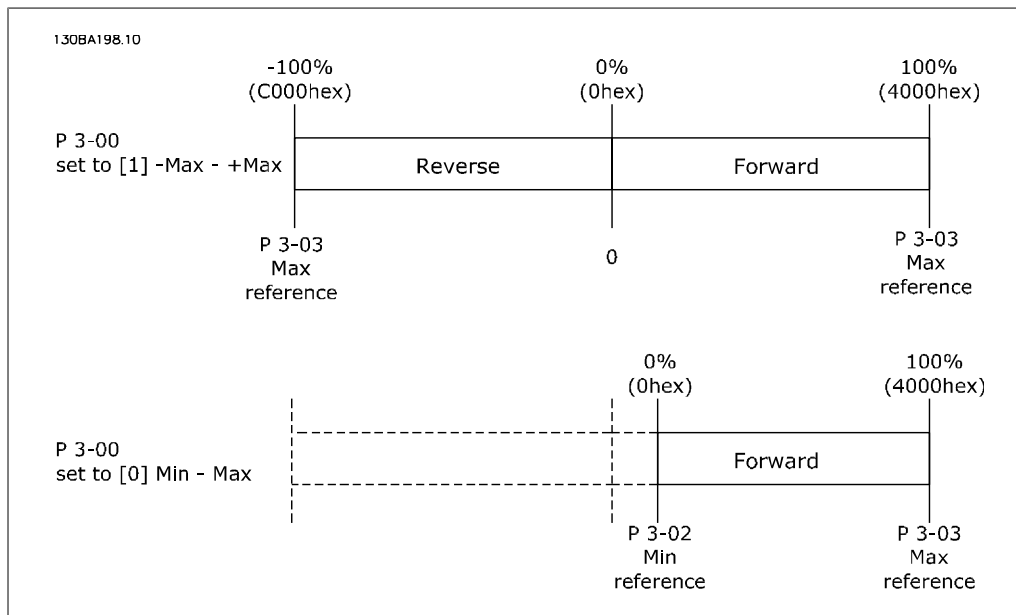 130BA198.10
-100%
(C000hex)
0%
(0hex)
100%
(4000hex)
P 3-00
set to [1] -Max - +Max
Reverse
Forward
P 3-03
Max
reference
0
P 3-03
Max
reference
0%
(0hex)
100%
(4000hex)
P 3-00
set to [0] Min - Max
Forward
P 3-02
Min
reference
P 3-03
Max
reference